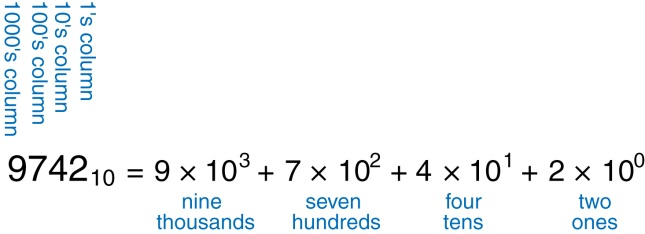 1000's column
100's column
10's column
1's column
9742₁₀ = 9 × 10³ + 7 × 10² + 4 × 10¹ + 2 × 10⁰
nine thousands
seven hundreds
four tens
two ones